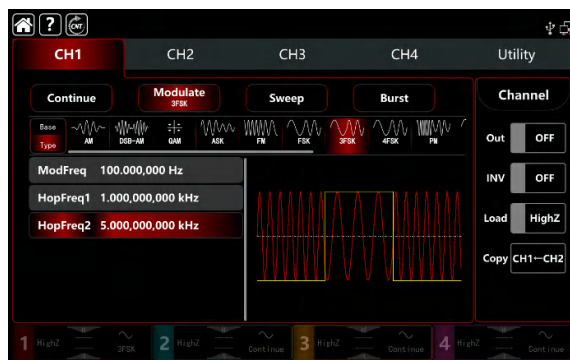 ? CNT
CH1 CH2 CH3 CH4 Utility
Continue Modulate Sweep Burst Channel
3FSK
Base
Type AM DSB-AM QAM ASK FM FSK 3FSK 4FSK PM
Out OFF
ModFreq 100.000,000 Hz
INV OFF
HopFreq1 1.000,000,000 kHz
HopFreq2 5.000,000,000 kHz
Load HighZ
Copy CH1←CH2
1 HighZ 3FSK 2 HighZ Continue 3 HighZ Continue 4 HighZ Continue